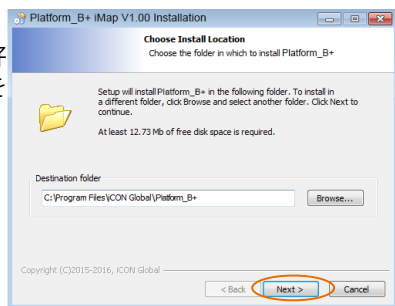 Platform_B+ iMap V1.00 Installation
Choose Install Location
Choose the folder in which to install Platform_B+
Setup will install Platform_B+ in the following folder. To install in
a different folder, click Browse and select another folder. Click Next to
continue.
At least 12.73 Mb of free disk space is required.
Destination folder
C:\Program Files\iCON Global\Platform_B+
Browse...
Copyright (C)2015-2016, iCON Global
< Back
Next >
Cancel